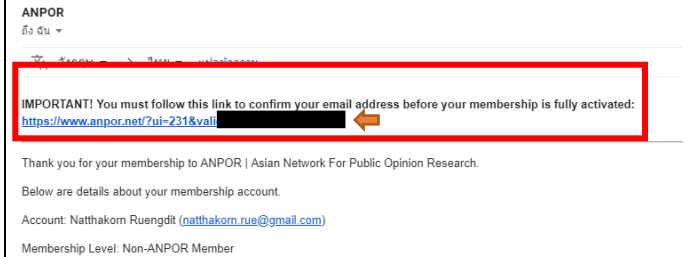 ANPOR
ถึง ฉัน
IMPORTANT! You must follow this link to confirm your email address before your membership is fully activated:
https://www.anpor.net/?ui=231&vali
Thank you for your membership to ANPOR | Asian Network For Public Opinion Research.
Below are details about your membership account.
Account: Natthakorn Ruengdit (natthakorn.rue@gmail.com)
Membership Level: Non-ANPOR Member